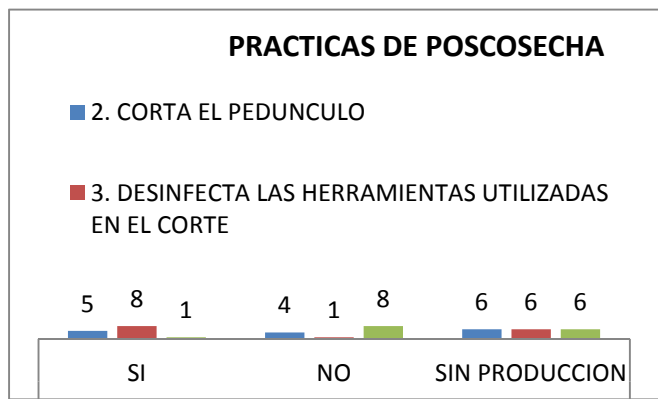 PRACTICAS DE POSCOSECHA
2. CORTA EL PEDUNCULO
3. DESINFECTA LAS HERRAMIENTAS UTILIZADAS
EN EL CORTE
5 8 1 4 1 8 6 6 6
SI NO SIN PRODUCCION